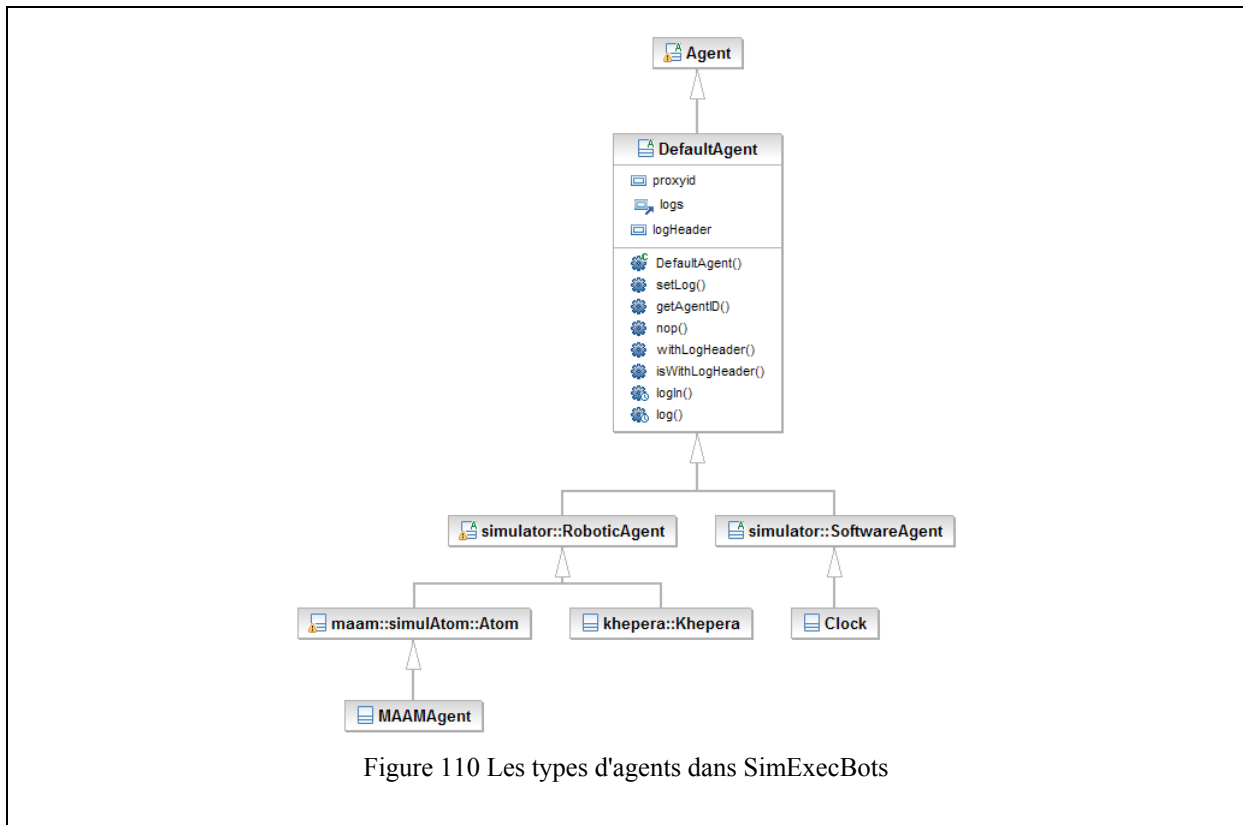 Agent
DefaultAgent
proxyid
logs
logHeader
DefaultAgent()
setLog()
getAgentID()
nop()
withLogHeader()
isWithLogHeader()
logIn()
log()
simulator::RoboticAgent
simulator::SoftwareAgent
maam::simulAtom::Atom
khepera::Khepera
Clock
MAAMAgent
Figure 110 Les types d'agents dans SimExecBots